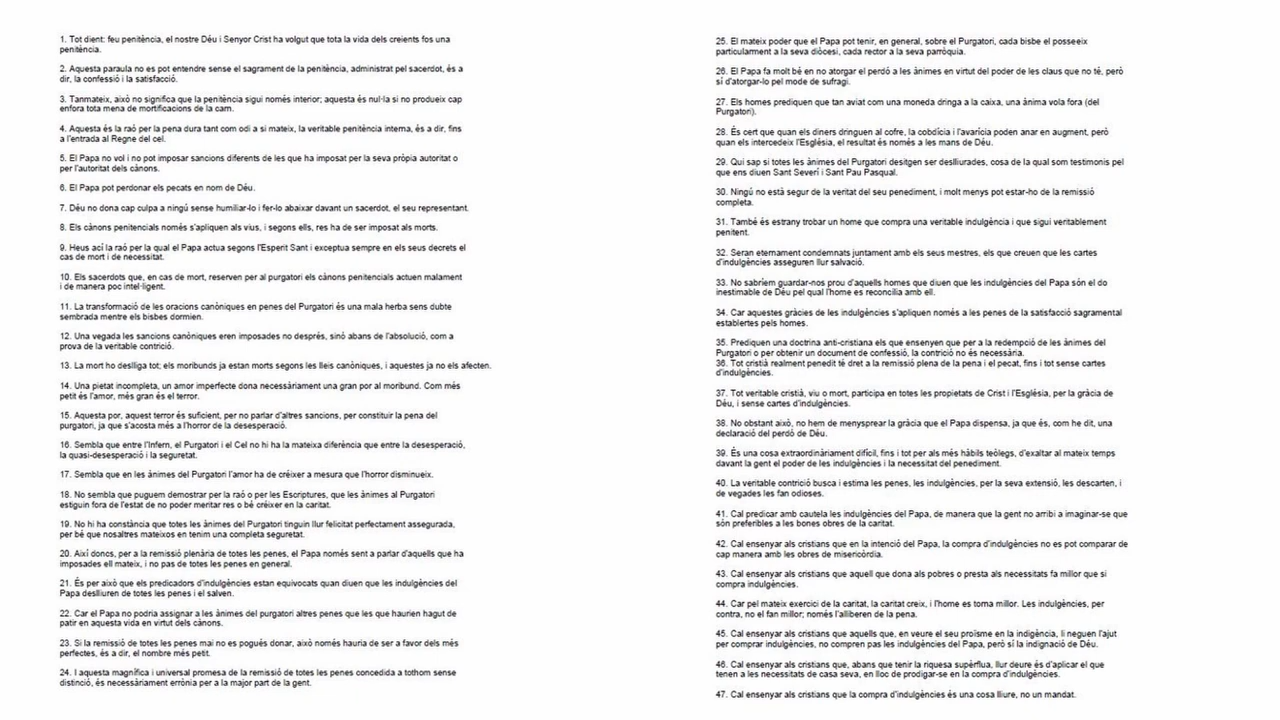 1. Tot dient: feu penitència, el nostre Déu i Senyor Crist ha volgut que tota la vida dels creients fos una
penitència.
2. Aquesta paraula no es pot entendre sense el sagrament de la penitència, administrat pel sacerdot, és a
dir, la confessió i la satisfacció.
3. Tanmateix, això no significa que la penitència sigui només interior; aquesta és nul·la si no produeix cap
enfora tota mena de mortificacions de la carn.
4. Aquesta és la raó per la pena dura tant com odi a si mateix, la veritable penitència interna, és a dir, fins
a l'entrada al Regne del cel.
5. El Papa no vol i no pot imposar sancions diferents de les que ha imposat per la seva pròpia autoritat o
per l'autoritat dels cànons.
6. El Papa pot perdonar els pecats en nom de Déu.
7. Déu no dona cap culpa a ningú sense humiliar-lo i fer-lo abaixar davant un sacerdot, el seu representant.
8. Els cànons penitencials només s'apliquen als vius, i segons ells, res ha de ser imposat als morts.
9. Heus ací la raó per la qual el Papa actua segons l'Esperit Sant i exceptua sempre en els seus decrets el
cas de mort i de necessitat.
10. Els sacerdots que, en cas de mort, reserven per al purgatori els cànons penitencials actuen malament
i de manera poc intel·ligent.
11. La transformació de les oracions canòniques en penes del Purgatori és una mala herba sens dubte
sembrada mentre els bisbes dormien.
12. Una vegada les sancions canòniques eren imposades no després, sinó abans de l'absolució, com a
prova de la veritable contrició.
13. La mort ho deslliga tot; els moribunds ja estan morts segons les lleis canòniques, i aquestes ja no els afecten.
14. Una pietat incompleta, un amor imperfecte dona necessàriament una gran por al moribund. Com més
petit és l'amor, més gran és el terror.
15. Aquesta por, aquest terror és suficient, per no parlar d'altres sancions, per constituir la pena del
purgatori, ja que s'acosta més a l'horror de la desesperació.
16. Sembla que entre l'Infern, el Purgatori i el Cel no hi ha la mateixa diferència que entre la desesperació,
la quasi-desesperació i la seguretat.
17. Sembla que en les ànimes del Purgatori l'amor ha de créixer a mesura que l'horror disminueix.
18. No sembla que puguem demostrar per la raó o per les Escriptures, que les ànimes al Purgatori
estiguin fora de l'estat de no poder meritar res o bé créixer en la caritat.
19. No hi ha constància que totes les ànimes del Purgatori tinguin llur felicitat perfectament assegurada,
per bé que nosaltres mateixos en tenim una completa seguretat.
20. Així doncs, per a la remissió plenària de totes les penes, el Papa només sent a parlar d'aquells que ha
imposades ell mateix, i no pas de totes les penes en general.
21. És per això que els predicadors d'indulgències estan equivocats quan diuen que les indulgències del
Papa deslliuren de totes les penes i el salven.
22. Car el Papa no podria assignar a les ànimes del purgatori altres penes que les que haurien hagut de
patir en aquesta vida en virtut dels cànons.
23. Si la remissió de totes les penes mai no es pogués donar, això només hauria de ser a favor dels més
perfectes, és a dir, el nombre més petit.
24. I aquesta magnífica i universal promesa de la remissió de totes les penes concedida a tothom sense
distinció, és necessàriament errònia per a la major part de la gent.
25. El mateix poder que el Papa pot tenir, en general, sobre el Purgatori, cada bisbe el posseeix
particularment a la seva diòcesi, cada rector a la seva parròquia.
26. El Papa fa molt bé en no atorgar el perdó a les ànimes en virtut del poder de les claus que no té, però
sí d'atorgar-lo pel mode de sufragi.
27. Els homes prediquen que tan aviat com una moneda dringa a la caixa, una ànima vola fora (del
Purgatori).
28. És cert que quan els diners dringuen al cofre, la cobdícia i l'avarícia poden anar en augment, però
quan els intercedeix l'Església, el resultat és només a les mans de Déu.
29. Qui sap si totes les ànimes del Purgatori desitgen ser deslliurades, cosa de la qual som testimonis pel
que ens diuen Sant Severí i Sant Pau Pasqual.
30. Ningú no està segur de la veritat del seu penediment, i molt menys pot estar-ho de la remissió
completa.
31. També és estrany trobar un home que compra una veritable indulgència i que sigui veritablement
penitent.
32. Seran eternament condemnats juntament amb els seus mestres, els que creuen que les cartes
d'indulgències asseguren llur salvació.
33. No sabríem guardar-nos prou d'aquells homes que diuen que les indulgències del Papa són el do
inestimable de Déu pel qual l'home es reconcilia amb ell.
34. Car aquestes gràcies de les indulgències s'apliquen només a les penes de la satisfacció sagramental
establertes pels homes.
35. Prediquen una doctrina anti-cristiana els que ensenyen que per a la redempció de les ànimes del
Purgatori o per obtenir un document de confessió, la contrició no és necessària.
36. Tot cristià realment penedit té dret a la remissió plena de la pena i el pecat, fins i tot sense cartes
d'indulgències.
37. Tot veritable cristià, viu o mort, participa en totes les propietats de Crist i l'Església, per la gràcia de
Déu, i sense cartes d'indulgències.
38. No obstant això, no hem de menysprear la gràcia que el Papa dispensa, ja que és, com he dit, una
declaració del perdó de Déu.
39. És una cosa extraordinàriament difícil, fins i tot per als més hàbils teòlegs, d'exaltar al mateix temps
davant la gent el poder de les indulgències i la necessitat del penediment.
40. La veritable contrició busca i estima les penes, les indulgències, per la seva extensió, les descarten, i
de vegades les fan odioses.
41. Cal predicar amb cautela les indulgències del Papa, de manera que la gent no arribi a imaginar-se que
són preferibles a les bones obres de la caritat.
42. Cal ensenyar als cristians que en la intenció del Papa, la compra d'indulgències no es pot comparar de
cap manera amb les obres de misericòrdia.
43. Cal ensenyar als cristians que aquell que dona als pobres o presta als necessitats fa millor que si
compra indulgències.
44. Car pel mateix exercici de la caritat, la caritat creix, i l'home es torna millor. Les indulgències, per
contra, no el fan millor; només l'alliberen de la pena.
45. Cal ensenyar als cristians que aquells que, en veure el seu proïsme en la indigència, li neguen l'ajut
per comprar indulgències, no compren pas les indulgències del Papa, però sí la indignació de Déu.
46. Cal ensenyar als cristians que, abans que tenir la riquesa supèrflua, llur deure és d'aplicar el que
tenen a les necessitats de casa seva, en lloc de prodigar-se en la compra d'indulgències.
47. Cal ensenyar als cristians que la compra d'indulgències és una cosa lliure, no un mandat.